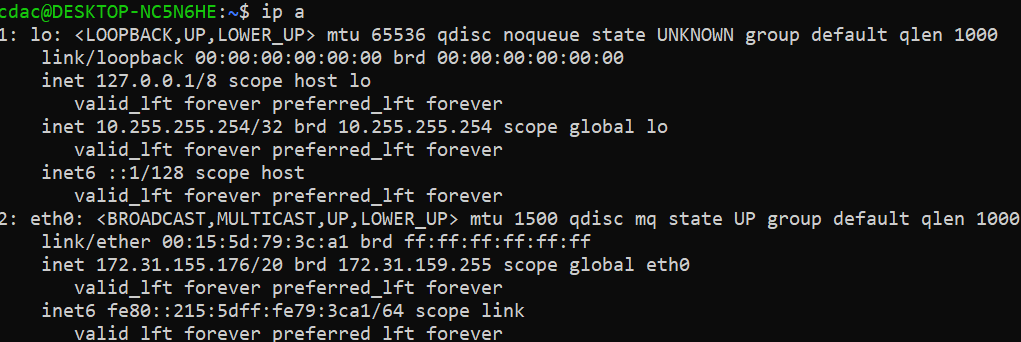 cdac@DESKTOP-NC5N6HE:~$ ip a
1: lo: <LOOPBACK,UP,LOWER_UP> mtu 65536 qdisc noqueue state UNKNOWN group default qlen 1000
    link/loopback 00:00:00:00:00:00 brd 00:00:00:00:00:00
    inet 127.0.0.1/8 scope host lo
       valid_lft forever preferred_lft forever
    inet 10.255.255.254/32 brd 10.255.255.254 scope global lo
       valid_lft forever preferred_lft forever
    inet6 ::1/128 scope host
       valid_lft forever preferred_lft forever
2: eth0: <BROADCAST,MULTICAST,UP,LOWER_UP> mtu 1500 qdisc mq state UP group default qlen 1000
    link/ether 00:15:5d:79:3c:a1 brd ff:ff:ff:ff:ff:ff
    inet 172.31.155.176/20 brd 172.31.159.255 scope global eth0
       valid_lft forever preferred_lft forever
    inet6 fe80::215:5dff:fe79:3ca1/64 scope link
       valid_lft forever preferred_lft forever